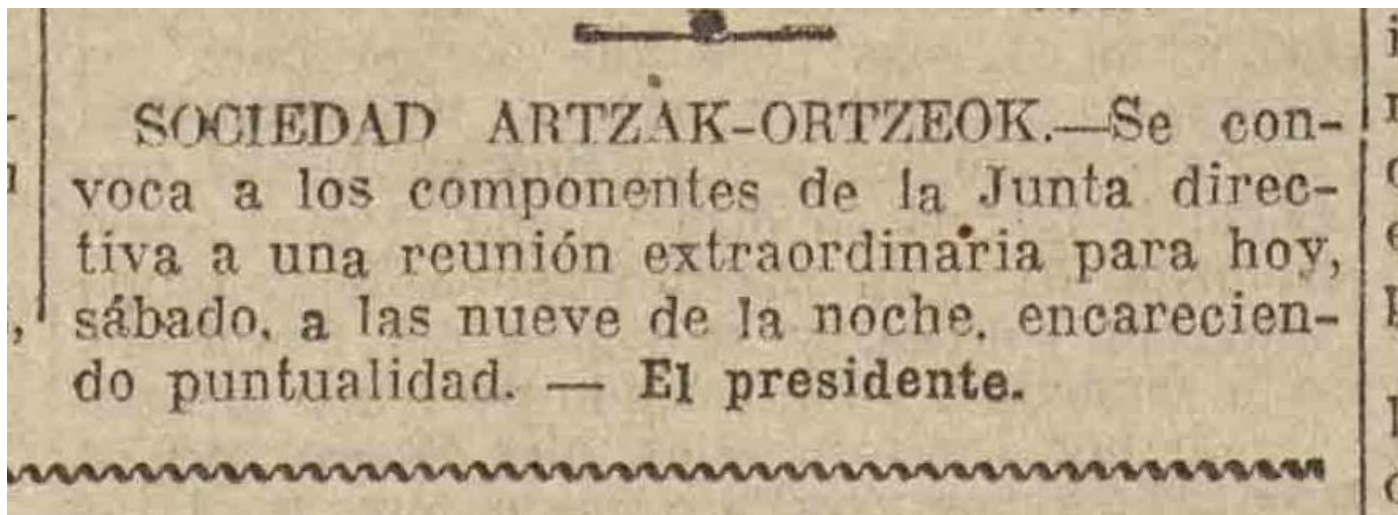 SOCIEDAD ARTZAK-ORTZEOK.—Se con-
voca a los componentes de la Junta direc-
tiva a una reunión extraordinaria para hoy,
sábado, a las nueve de la noche, encarecien-
do puntualidad. — El presidente.